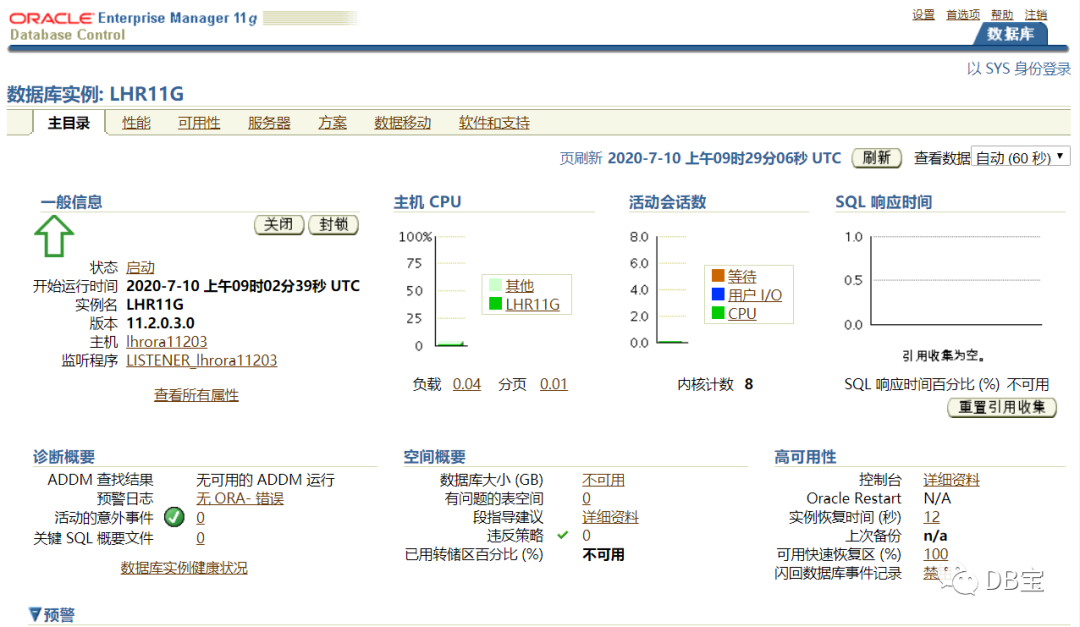 ORACLE Enterprise Manager 11g
Database Control
设置 首选项 帮助 注销
数据库
以 SYS 身份登录
数据库实例: LHR11G
主目录 性能 可用性 服务器 方案 数据移动 软件和支持
页刷新 2020-7-10 上午09时29分06秒 UTC 刷新 查看数据 自动 (60 秒)
一般信息
关闭 封锁
状态 启动
开始运行时间 2020-7-10 上午09时02分39秒 UTC
实例名 LHR11G
版本 11.2.0.3.0
主机 lhrora11203
监听程序 LISTENER_lhrora11203
查看所有属性
主机 CPU
100%
75
50
25
0
其他
LHR11G
负载 0.04 分页 0.01
活动会话数
8.0
6.0
4.0
2.0
0.0
等待
用户 I/O
CPU
内核计数 8
SQL 响应时间
1.0
0.5
0.0
引用收集为空。
SQL 响应时间百分比 (%) 不可用
重置引用收集
诊断概要
ADDM 查找结果 无可用的 ADDM 运行
预警日志 无 ORA- 错误
活动的意外事件 0
关键 SQL 概要文件 0
数据库实例健康状况
空间概要
数据库大小 (GB) 不可用
有问题的表空间 0
段指导建议 详细资料
违反策略 0
已用转储区百分比 (%) 不可用
高可用性
控制台 详细资料
Oracle Restart N/A
实例恢复时间 (秒) 12
上次备份 n/a
可用快速恢复区 (%) 100
闪回数据库事件记录 禁
DB宝
预警